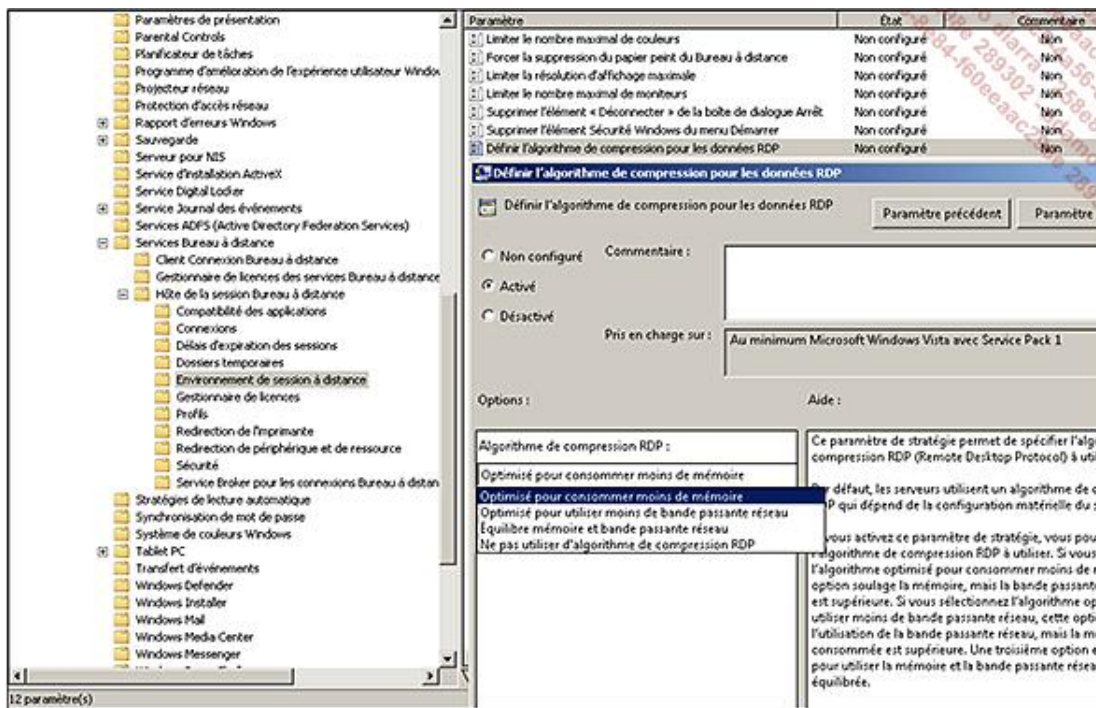 Paramètres de présentation
Parental Controls
Planificateur de tâches
Programme d'amélioration de l'expérience utilisateur Window
Projecteur réseau
Protection d'accès réseau
Rapport d'erreurs Windows
Sauvegarde
Serveur pour NIS
Service d'installation ActiveX
Service Digital Locker
Service Journal des événements
Services ADFS (Active Directory Federation Services)
Services Bureau à distance
Client Connexion Bureau à distance
Gestionnaire de licences des services Bureau à distance
Hôte de la session Bureau à distance
Compatibilité des applications
Connexions
Délais d'expiration des sessions
Dossiers temporaires
Environnement de session à distance
Gestionnaire de licences
Profils
Redirection de l'imprimante
Redirection de périphérique et de ressource
Sécurité
Service Broker pour les connexions Bureau à distan
Stratégies de lecture automatique
Synchronisation de mot de passe
Système de couleurs Windows
Tablet PC
Transfert d'événements
Windows Defender
Windows Installer
Windows Mail
Windows Media Center
Windows Messenger
12 paramètre(s)
Paramètre État Commentaire
Limiter le nombre maximal de couleurs Non configuré Non
Forcer la suppression du papier peint du Bureau à distance Non configuré Non
Limiter la résolution d'affichage maximale Non configuré Non
Limiter le nombre maximal de moniteurs Non configuré Non
Supprimer l'élément « Déconnecter » de la boîte de dialogue Arrêt Non configuré Non
Supprimer l'élément Sécurité Windows du menu Démarrer Non configuré Non
Définir l'algorithme de compression pour les données RDP Non configuré Non
Définir l'algorithme de compression pour les données RDP
Définir l'algorithme de compression pour les données RDP
Paramètre précédent Paramètre
Non configuré Commentaire :
Activé
Désactivé
Pris en charge sur : Au minimum Microsoft Windows Vista avec Service Pack 1
Options : Aide :
Algorithme de compression RDP :
Optimisé pour consommer moins de mémoire
Optimisé pour consommer moins de mémoire
Optimisé pour utiliser moins de bande passante réseau
Équilibre mémoire et bande passante réseau
Ne pas utiliser d'algorithme de compression RDP
Ce paramètre de stratégie permet de spécifier l'algo
compression RDP (Remote Desktop Protocol) à util
défaut, les serveurs utilisent un algorithme de c
qui dépend de la configuration matérielle du s
vous activez ce paramètre de stratégie, vous pou
l'algorithme de compression RDP à utiliser. Si vous
l'algorithme optimisé pour consommer moins de m
option soulage la mémoire, mais la bande passante
est supérieure. Si vous sélectionnez l'algorithme op
utiliser moins de bande passante réseau, cette opti
l'utilisation de la bande passante réseau, mais la mé
consommée est supérieure. Une troisième option e
pour utiliser la mémoire et la bande passante résea
équilibrée.